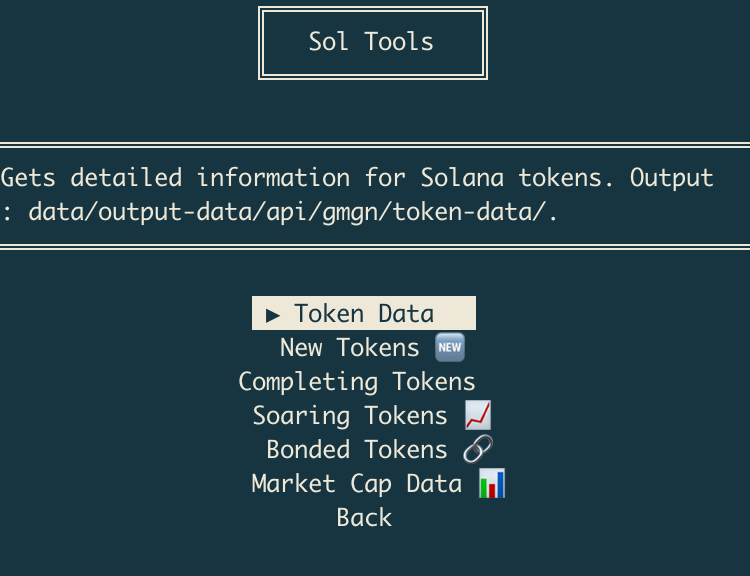 Sol Tools
Gets detailed information for Solana tokens. Output
: data/output-data/api/gmgn/token-data/.
▶ Token Data
New Tokens 🆕
Completing Tokens
Soaring Tokens 📈
Bonded Tokens 🔗
Market Cap Data 📊
Back